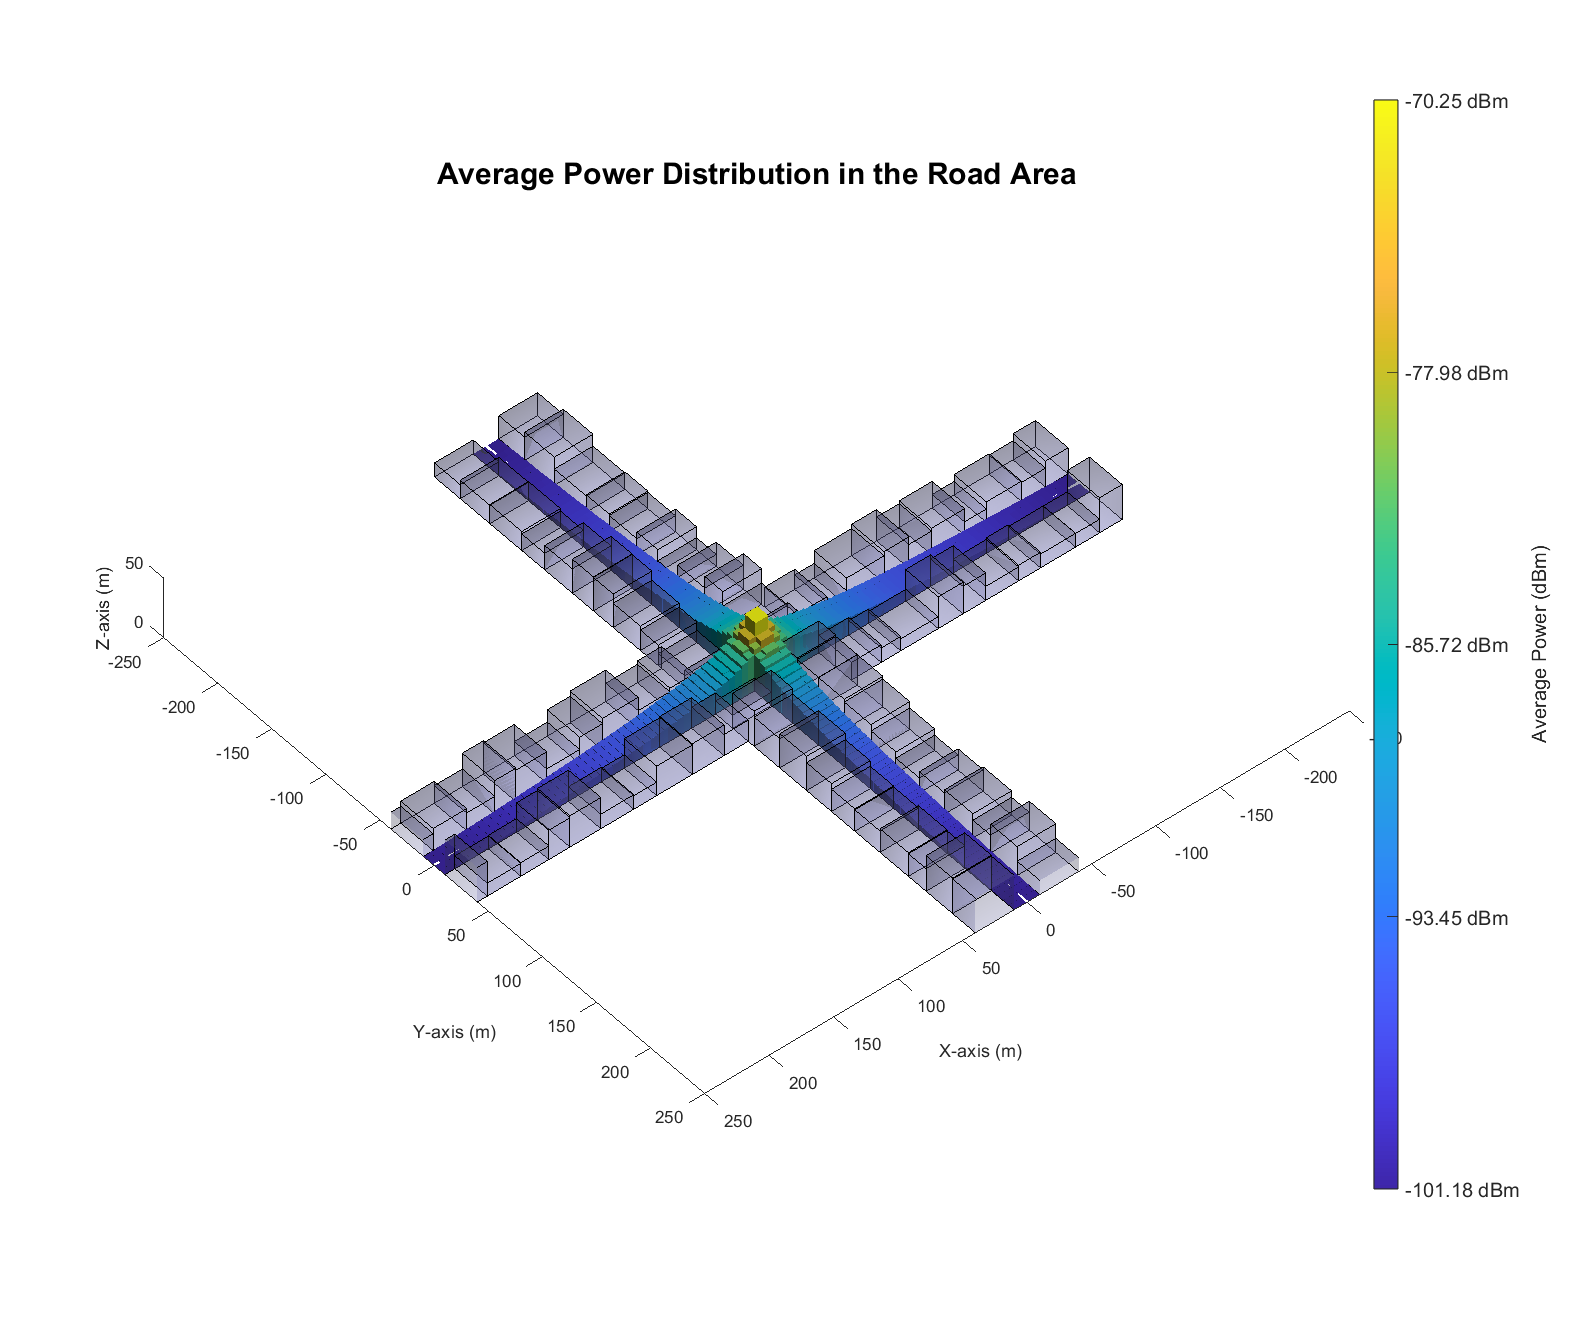 Average Power Distribution in the Road Area
-70.25 dBm
-77.98 dBm
-85.72 dBm
-93.45 dBm
-101.18 dBm
Average Power (dBm)
Z-axis (m)
50
0
-250
-200
-150
-100
-50
0
50
100
150
200
250
Y-axis (m)
250
200
150
100
50
0
-50
-100
-150
-200
X-axis (m)